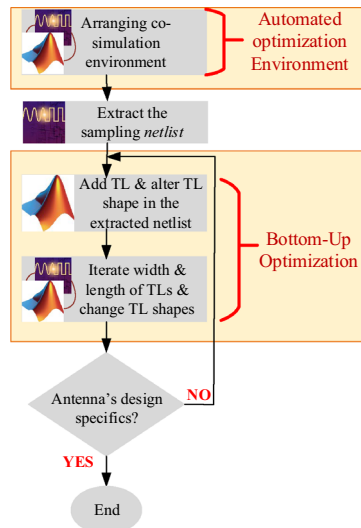 Arranging co-
simulation
environment
Automated
optimization
Environment
Extract the
sampling netlist
Add TL & alter TL
shape in the
extracted netlist
Iterate width &
length of TLs &
change TL shapes
Bottom-Up
Optimization
Antenna's design
specifics?
NO
YES
End